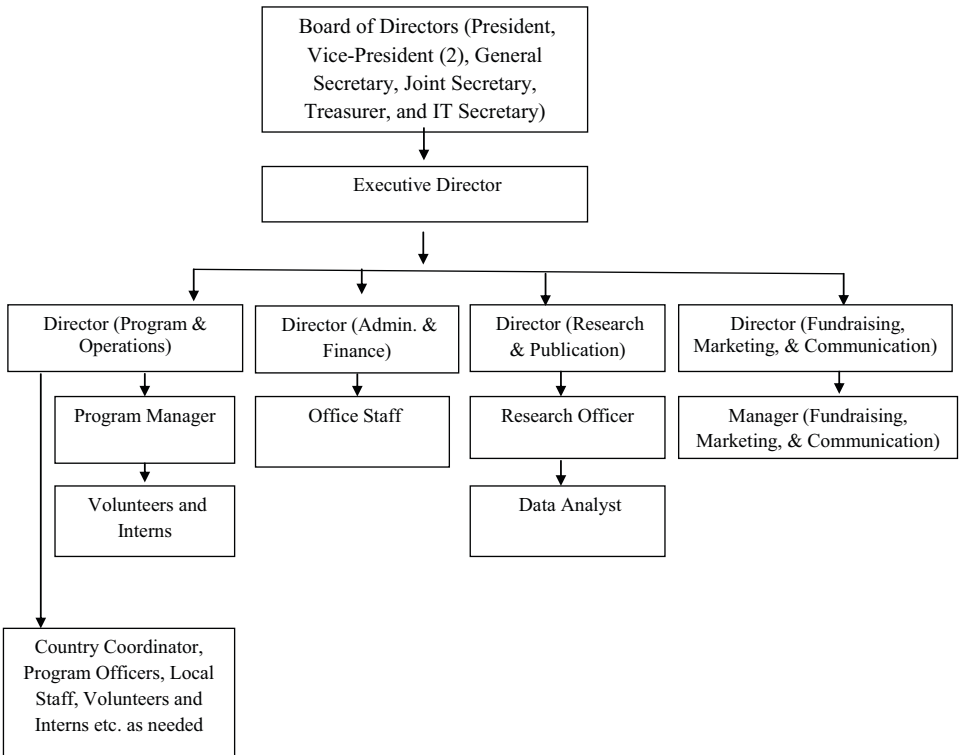 Board of Directors (President,
Vice-President (2), General
Secretary, Joint Secretary,
Treasurer, and IT Secretary)
Executive Director
Director (Program &
Operations)
Director (Admin. &
Finance)
Director (Research
& Publication)
Director (Fundraising,
Marketing, & Communication)
Program Manager
Office Staff
Research Officer
Manager (Fundraising,
Marketing, & Communication)
Volunteers and
Interns
Data Analyst
Country Coordinator,
Program Officers, Local
Staff, Volunteers and
Interns etc. as needed